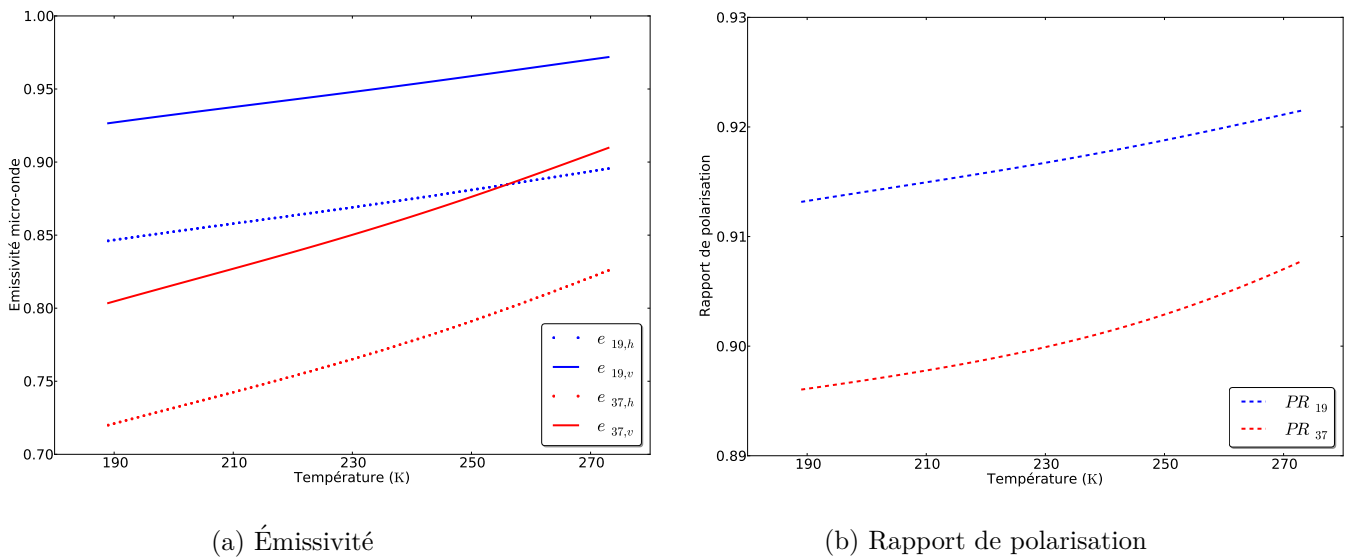 1.00
0.95
0.90
0.85
0.80
0.75
0.70
Emissivité micro-onde
190 210 230 250 270
Température (K)
e 19,h
e 19,v
e 37,h
e 37,v
(a) Émissivité
0.93
0.92
0.91
0.90
0.89
Rapport de polarisation
190 210 230 250 270
Température (K)
PR 19
PR 37
(b) Rapport de polarisation